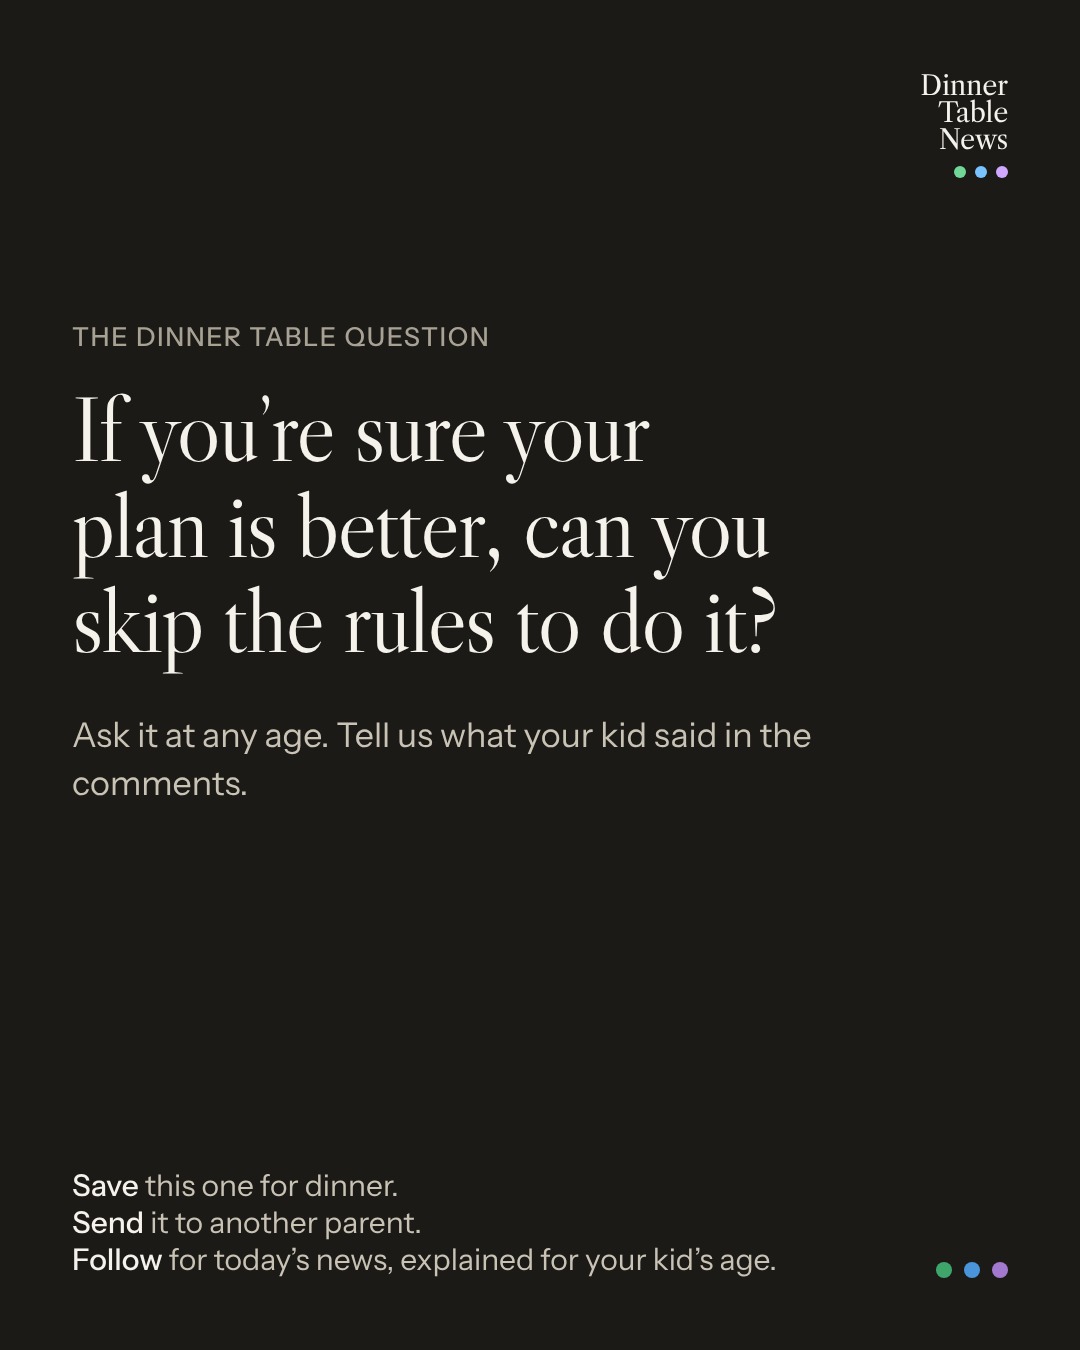 Dinner
Table
News
THE DINNER TABLE QUESTION
If you’re sure your
plan is better, can you
skip the rules to do it?
Ask it at any age. Tell us what your kid said in the
comments.
Save this one for dinner.
Send it to another parent.
Follow for today’s news, explained for your kid’s age.